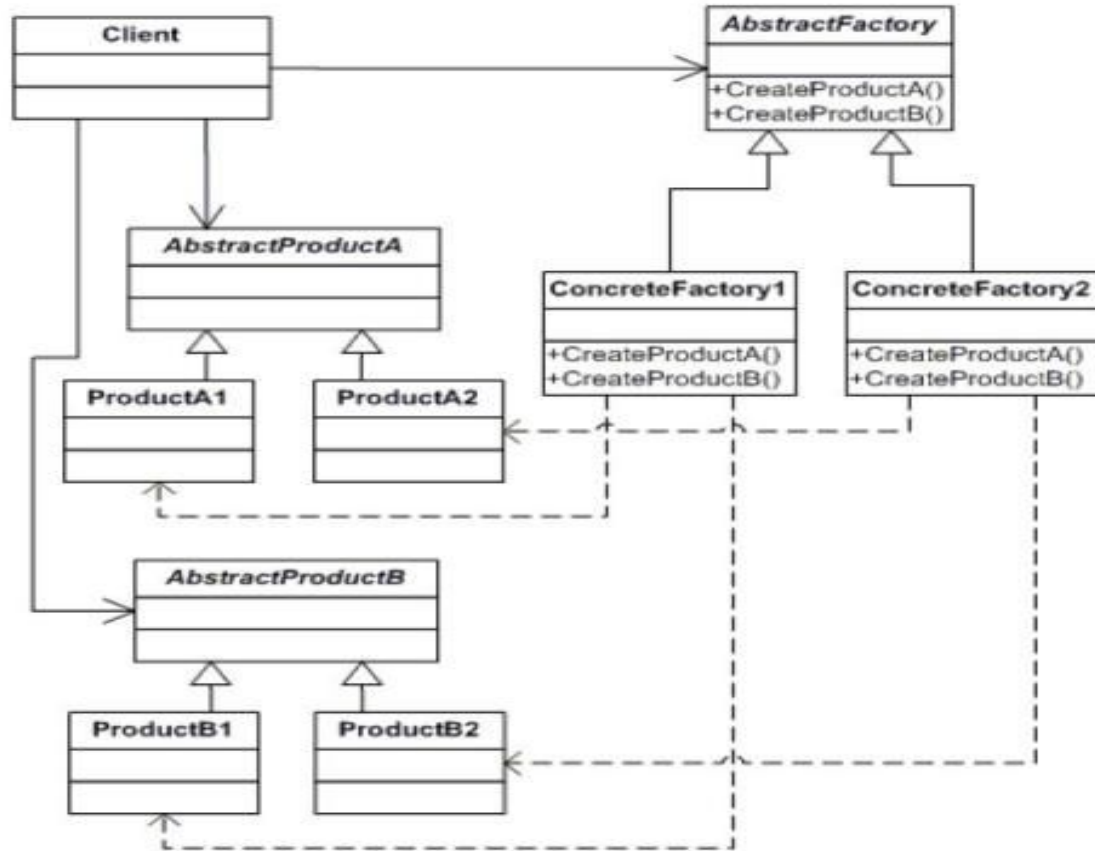 Client
AbstractFactory
+CreateProductA()
+CreateProductB()
AbstractProductA
ConcreteFactory1
+CreateProductA()
+CreateProductB()
ConcreteFactory2
+CreateProductA()
+CreateProductB()
ProductA1
ProductA2
AbstractProductB
ProductB1
ProductB2